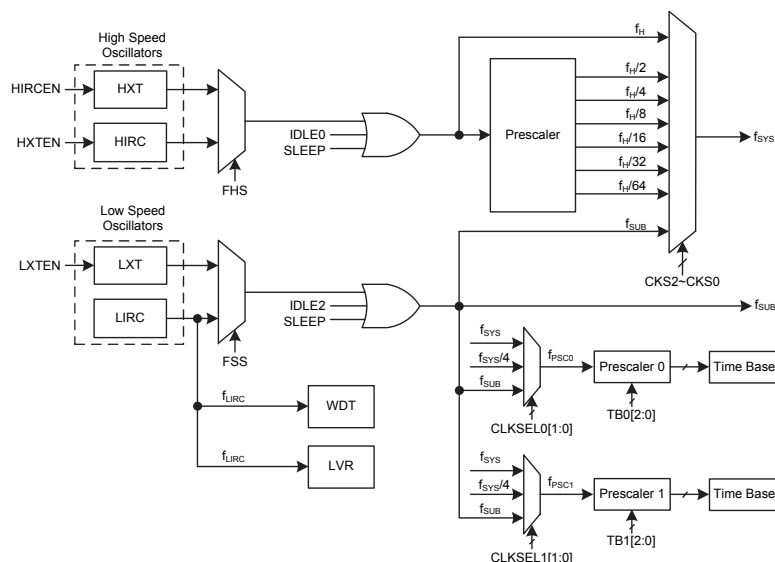 High Speed
Oscillators
HIRCEN
HXT
HXTEN
HIRC
FHS
IDLE0
SLEEP
Prescaler
fH
fH/2
fH/4
fH/8
fH/16
fH/32
fH/64
fSUB
fSYS
CKS2~CKS0
Low Speed
Oscillators
LXTEN
LXT
LIRC
FSS
IDLE2
SLEEP
fSUB
fLIRC
WDT
fLIRC
LVR
fSYS
fSYS/4
fSUB
fPSC0
Prescaler 0
Time Base
CLKSEL0[1:0]
TB0[2:0]
fSYS
fSYS/4
fSUB
fPSC1
Prescaler 1
Time Base
CLKSEL1[1:0]
TB1[2:0]